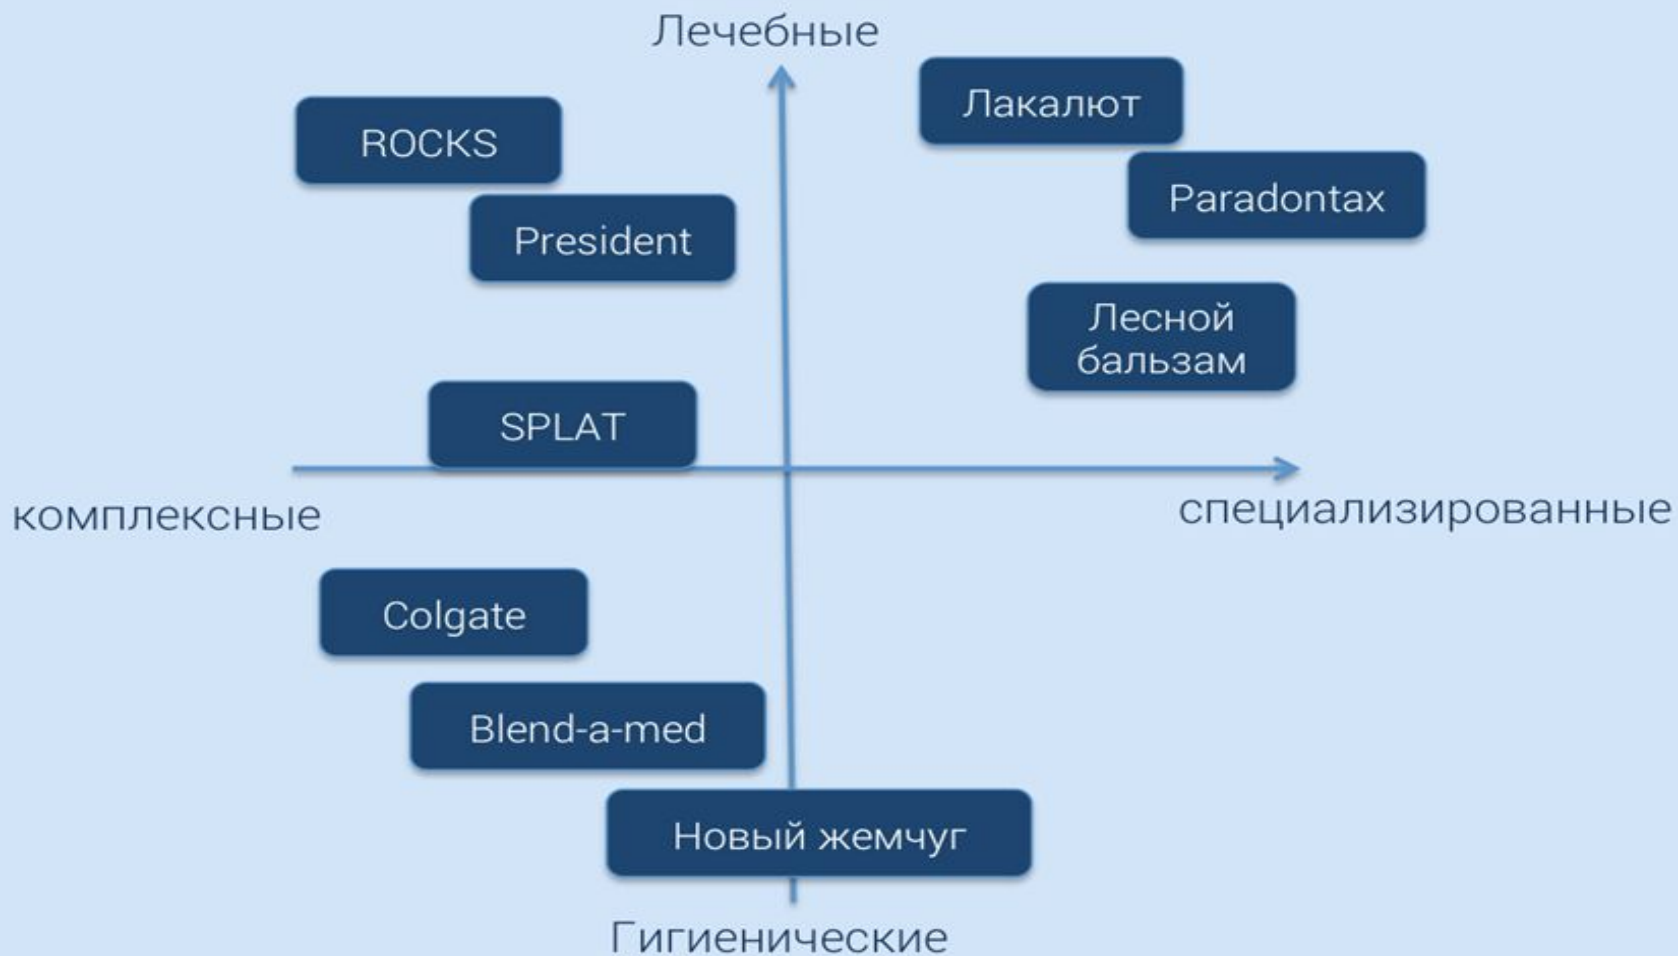 Лечебные
Лакалют
ROCKS
Paradontax
President
Лесной
бальзам
SPLAT
комплексные
специализированные
Colgate
Blend-a-med
Новый жемчуг
Гигиенические